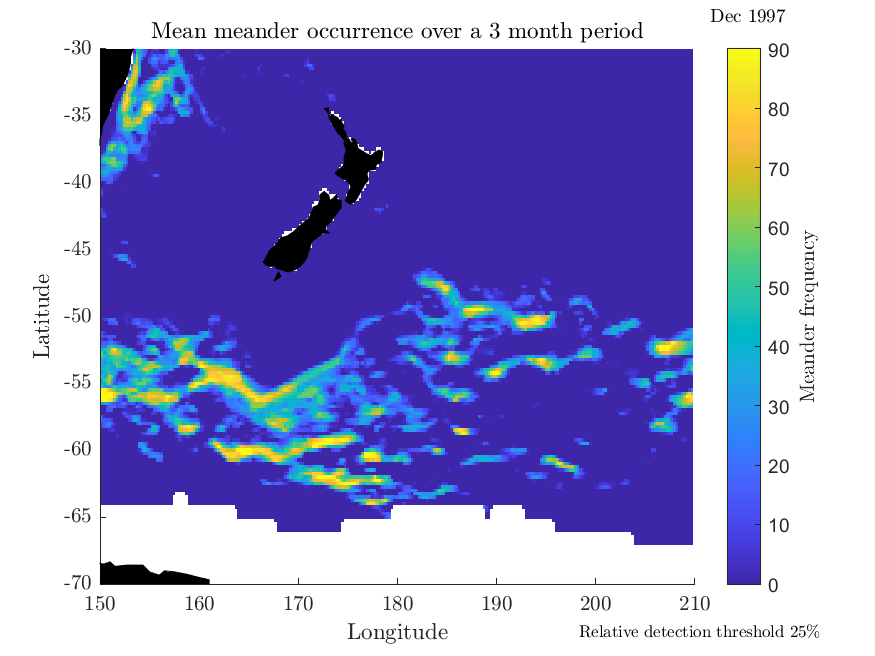 Dec 1997
Mean meander occurrence over a 3 month period
-30
-35
-40
-45
-50
-55
-60
-65
-70
Latitude
150 160 170 180 190 200 210
Longitude
90
80
70
60
50
40
30
20
10
0
Meander frequency
Relative detection threshold 25%